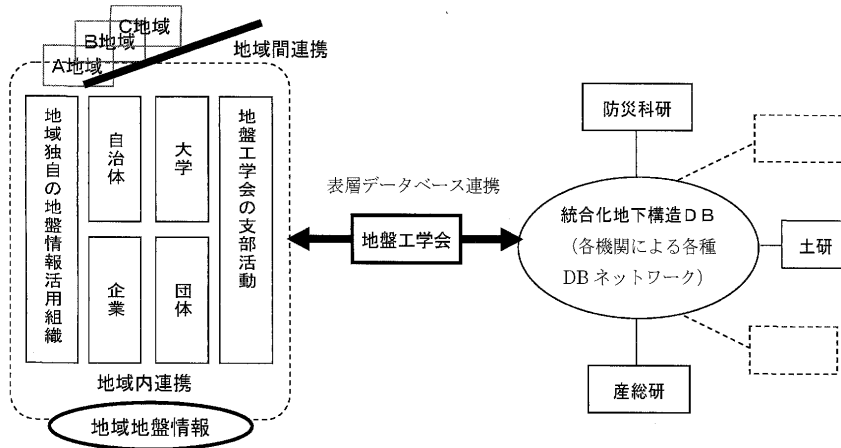 C地域
B地域
A地域
地域間連携
地域独自の地盤情報活用組織
自治体
大学
地盤工学会の支部活動
企業
団体
地域内連携
地域地盤情報
表層データベース連携
地盤工学会
防災科研
統合化地下構造DB
(各機関による各種
DBネットワーク)
土研
産総研